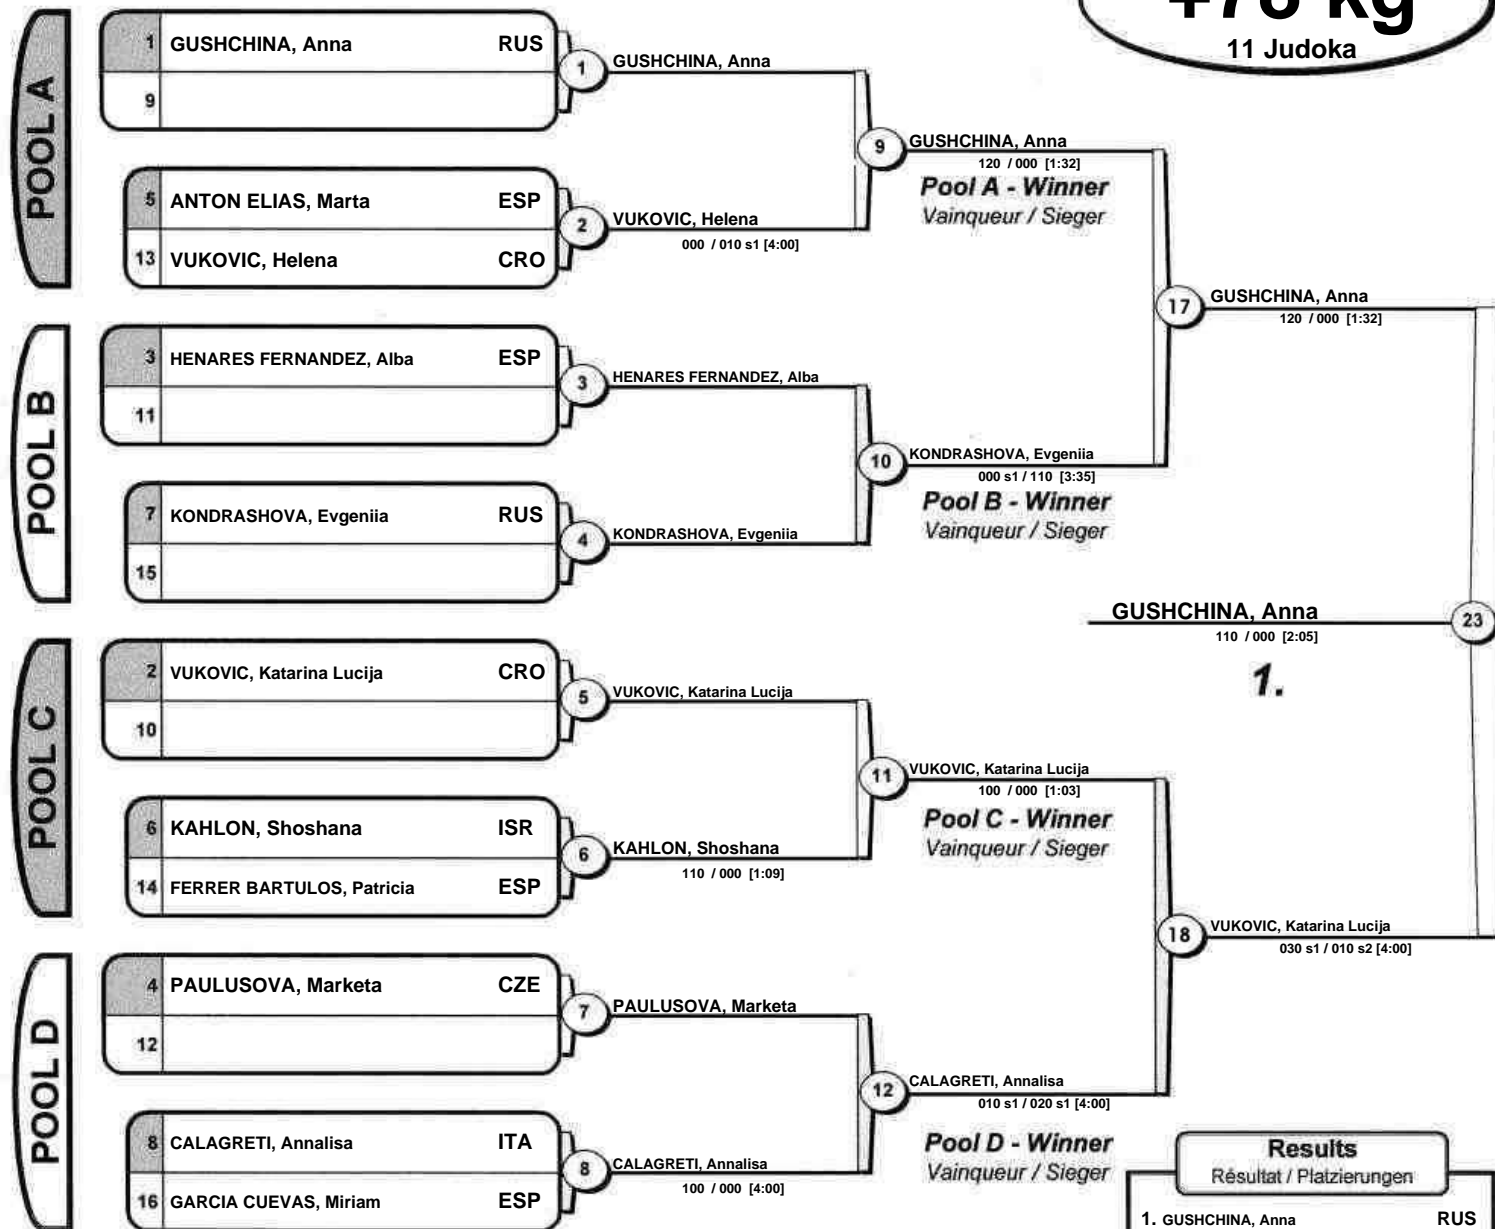 +78 kg
11 Judoka
POOL A
1 GUSHCHINA, Anna RUS
9
1
GUSHCHINA, Anna
5 ANTON ELIAS, Marta ESP
13 VUKOVIC, Helena CRO
2
VUKOVIC, Helena
000 / 010 s1 [4:00]
9
GUSHCHINA, Anna
120 / 000 [1:32]
Pool A - Winner
Vainqueur / Sieger
POOL B
3 HENARES FERNANDEZ, Alba ESP
11
3
HENARES FERNANDEZ, Alba
7 KONDRASHOVA, Evgeniia RUS
15
4
KONDRASHOVA, Evgeniia
10
KONDRASHOVA, Evgeniia
000 s1 / 110 [3:35]
Pool B - Winner
Vainqueur / Sieger
17
GUSHCHINA, Anna
120 / 000 [1:32]
GUSHCHINA, Anna
110 / 000 [2:05]
1.
23
POOL C
2 VUKOVIC, Katarina Lucija CRO
10
5
VUKOVIC, Katarina Lucija
6 KAHLON, Shoshana ISR
14 FERRER BARTULOS, Patricia ESP
6
KAHLON, Shoshana
110 / 000 [1:09]
11
VUKOVIC, Katarina Lucija
100 / 000 [1:03]
Pool C - Winner
Vainqueur / Sieger
POOL D
4 PAULUSOVA, Marketa CZE
12
7
PAULUSOVA, Marketa
8 CALAGRETI, Annalisa ITA
16 GARCIA CUEVAS, Miriam ESP
8
CALAGRETI, Annalisa
100 / 000 [4:00]
12
CALAGRETI, Annalisa
010 s1 / 020 s1 [4:00]
Pool D - Winner
Vainqueur / Sieger
18
VUKOVIC, Katarina Lucija
030 s1 / 010 s2 [4:00]
Results
Résultat / Platzierungen
1. GUSHCHINA, Anna RUS